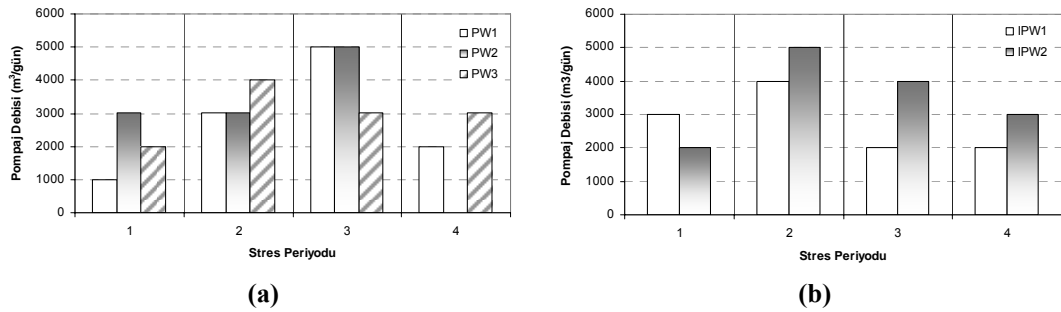 6000
5000
4000
3000
2000
1000
0
Pompaj Debisi (m³/gün)
PW1
PW2
PW3
1 2 3 4
Stres Periyodu
(a)
6000
5000
4000
3000
2000
1000
0
Pompaj Debisi (m3/gün)
IPW1
IPW2
1 2 3 4
Stres Periyodu
(b)